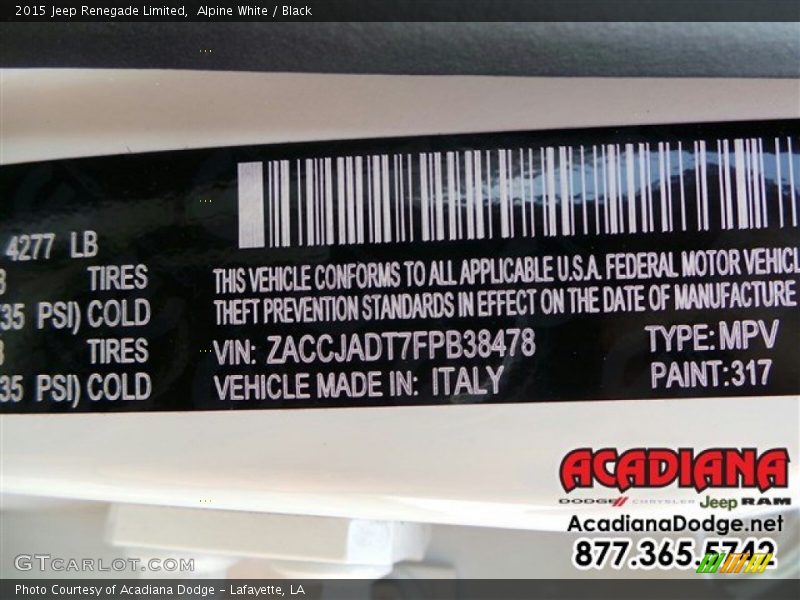 2015 Jeep Renegade Limited, Alpine White / Black
4277 LB
TIRES
35 PSI) COLD
TIRES
35 PSI) COLD
THIS VEHICLE CONFORMS TO ALL APPLICABLE U.S.A. FEDERAL MOTOR VEHICL
THEFT PREVENTION STANDARDS IN EFFECT ON THE DATE OF MANUFACTURE
VIN: ZACCJADT7FPB38478 TYPE: MPV
VEHICLE MADE IN: ITALY PAINT: 317
ACADIANA
DODGE CHRYSLER Jeep RAM
AcadianaDodge.net
877.365.5742
GTCARLOT.COM
Photo Courtesy of Acadiana Dodge - Lafayette, LA